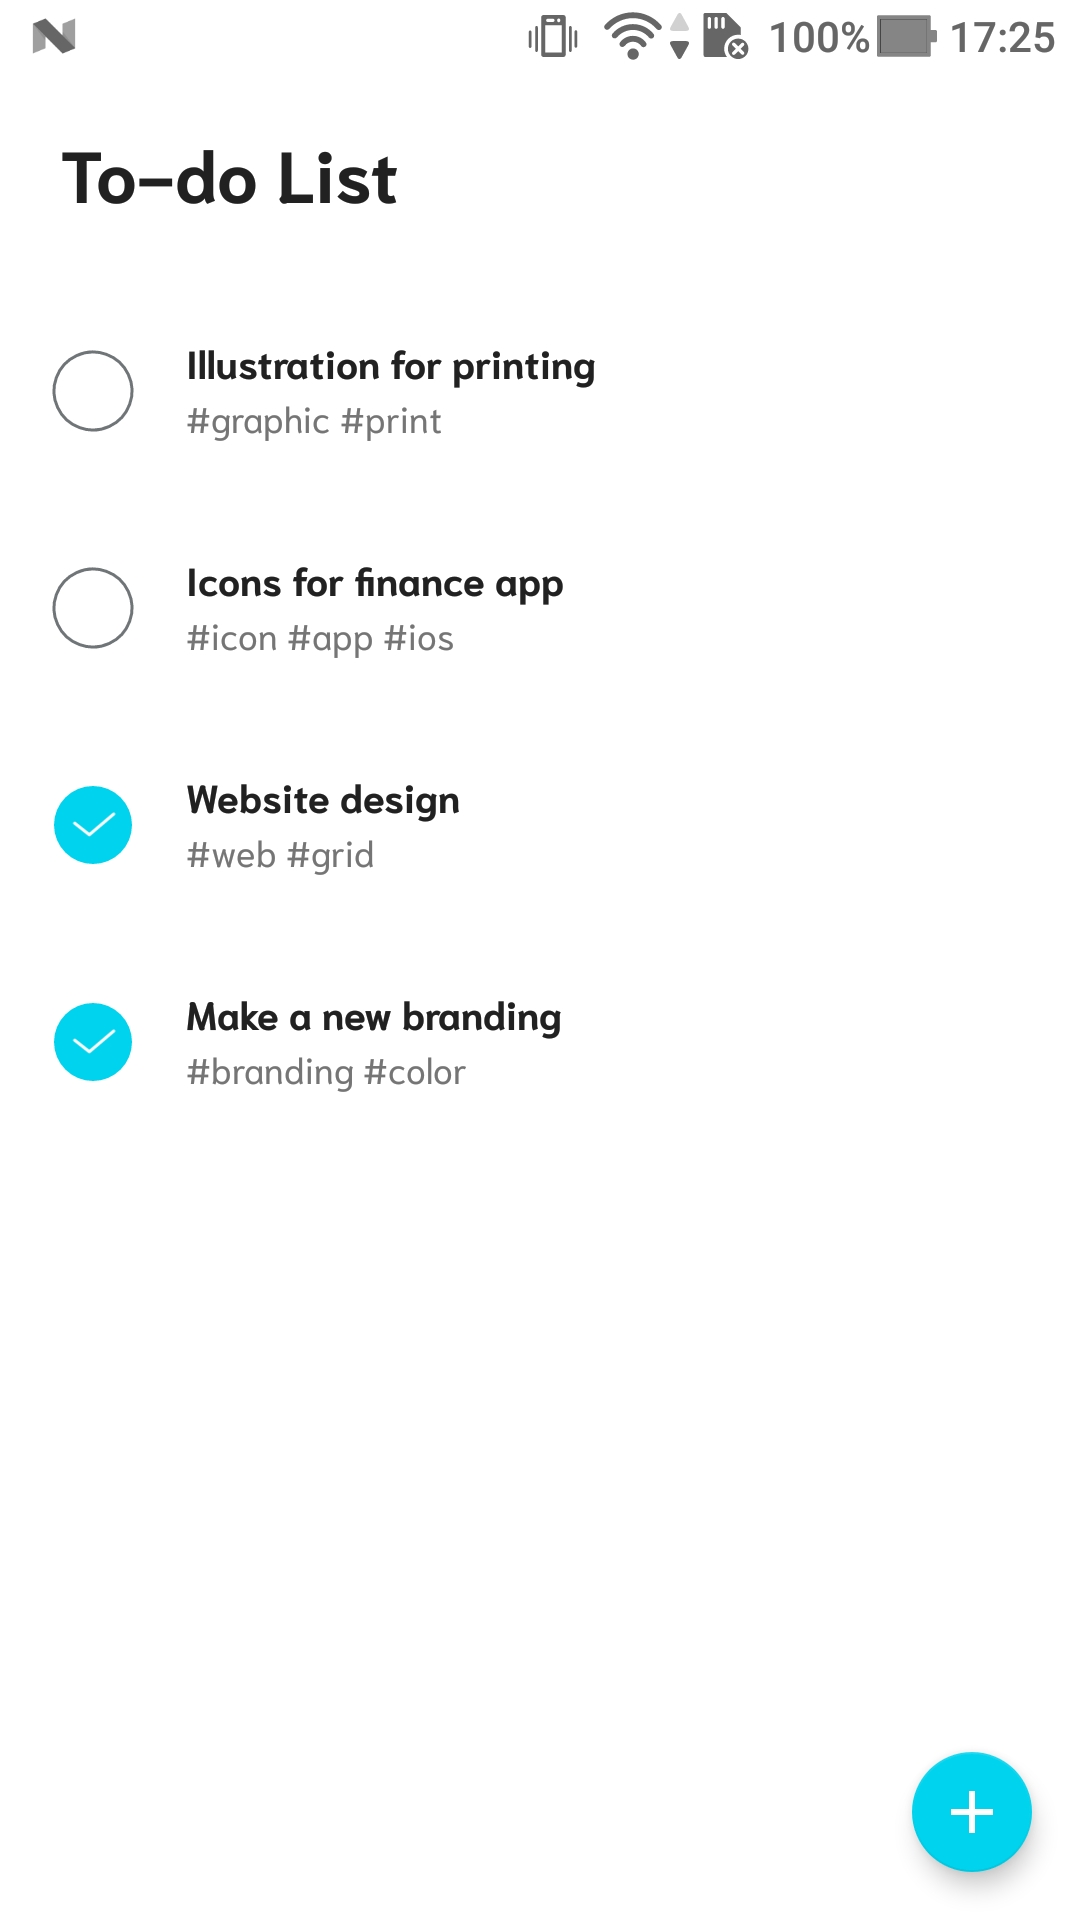 100% 17:25
To-do List
Illustration for printing
#graphic #print
Icons for finance app
#icon #app #ios
Website design
#web #grid
Make a new branding
#branding #color